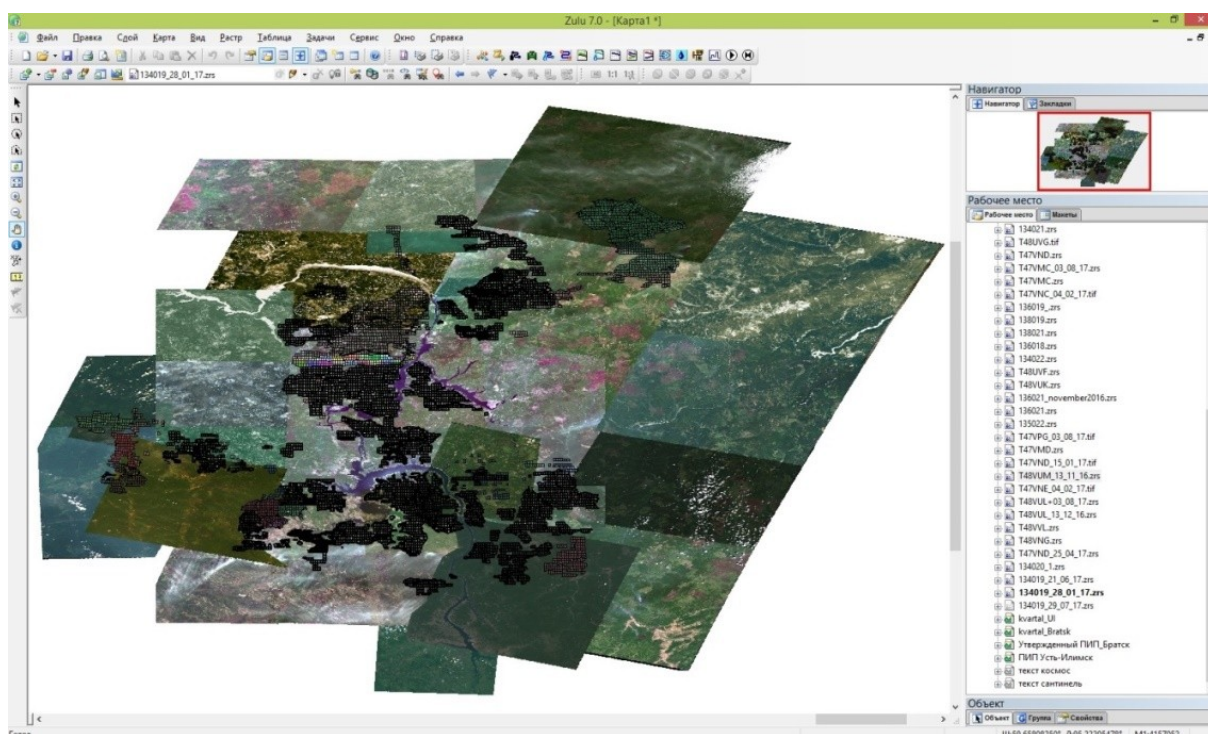 Zulu 7.0 - [Карта1 *]
Файл Правка Слой Карта Вид Растр Таблица Задачи Сервис Окно Справка
134019_28_01_17.zrs
1:1
Навигатор
Навигатор Закладки
Рабочее место
Рабочее место Макеты
134021.zrs
T48UVG.tif
T47VND.zrs
T47VMC_03_08_17.zrs
T47VMC.zrs
T47VNC_04_02_17.tif
136019_.zrs
138019.zrs
138021.zrs
136018.zrs
134022.zrs
T48UVF.zrs
T48VUK.zrs
136021_november2016.zrs
136021.zrs
135022.zrs
T47VPG_03_08_17.tif
T47VMD.zrs
T47VND_15_01_17.tif
T48VUM_13_11_16.zrs
T47VNE_04_02_17.tif
T48VUL+03_08_17.zrs
T48VUL_13_12_16.zrs
T48VVL.zrs
T48VNG.zrs
T47VND_25_04_17.zrs
134020_1.zrs
134019_21_06_17.zrs
134019_28_01_17.zrs
134019_29_07_17.zrs
kvartal_UI
kvartal_Bratsk
Утвержденный ПИП_Братск
ПИП Усть-Илимск
текст космос
текст сантинель
Объект
Объект Группа Свойства